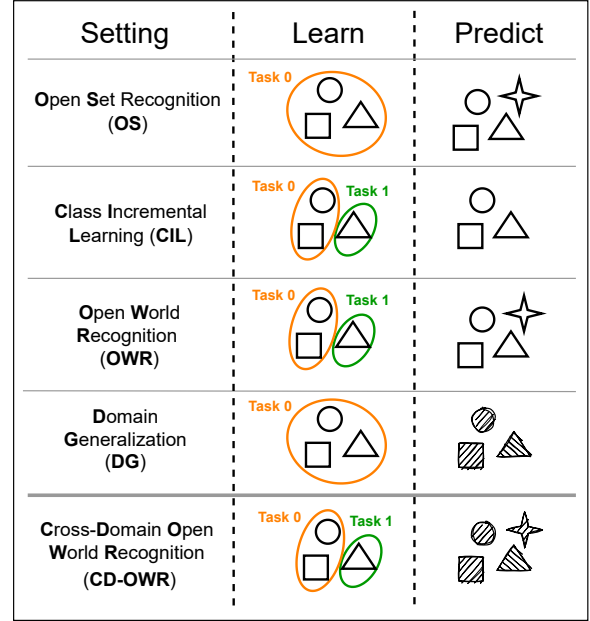 Setting Learn Predict
Task 0
Open Set Recognition
(OS)
Task 0 Task 1
Class Incremental
Learning (CIL)
Task 0 Task 1
Open World
Recognition
(OWR)
Task 0
Domain
Generalization
(DG)
Task 0 Task 1
Cross-Domain Open
World Recognition
(CD-OWR)